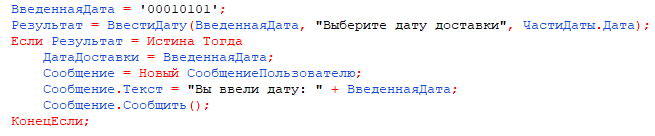 ВведеннаяДата = '00010101';
Результат = ВвестиДату(ВведеннаяДата, "Выберите дату доставки", ЧастиДаты.Дата);
Если Результат = Истина Тогда
    ДатаДоставки = ВведеннаяДата;
    Сообщение = Новый СообщениеПользователю;
    Сообщение.Текст = "Вы ввели дату: " + ВведеннаяДата;
    Сообщение.Сообщить();
КонецЕсли;